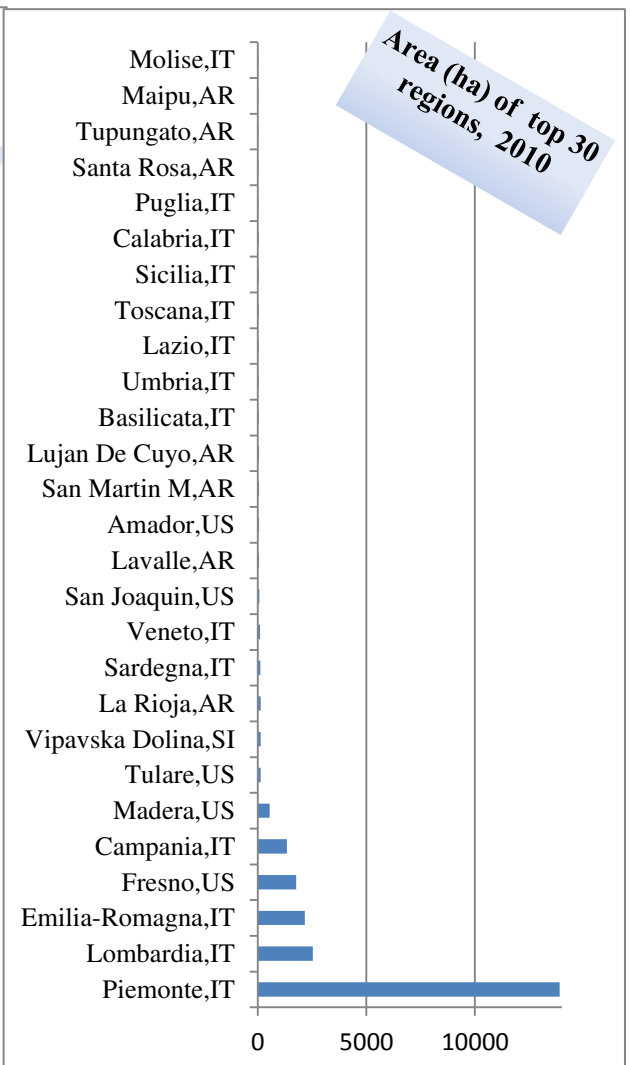 Area (ha) of top 30
regions, 2010
Molise,IT
Maipu,AR
Tupungato,AR
Santa Rosa,AR
Puglia,IT
Calabria,IT
Sicilia,IT
Toscana,IT
Lazio,IT
Umbria,IT
Basilicata,IT
Lujan De Cuyo,AR
San Martin M,AR
Amador,US
Lavalle,AR
San Joaquin,US
Veneto,IT
Sardegna,IT
La Rioja,AR
Vipavska Dolina,SI
Tulare,US
Madera,US
Campania,IT
Fresno,US
Emilia-Romagna,IT
Lombardia,IT
Piemonte,IT
0 5000 10000